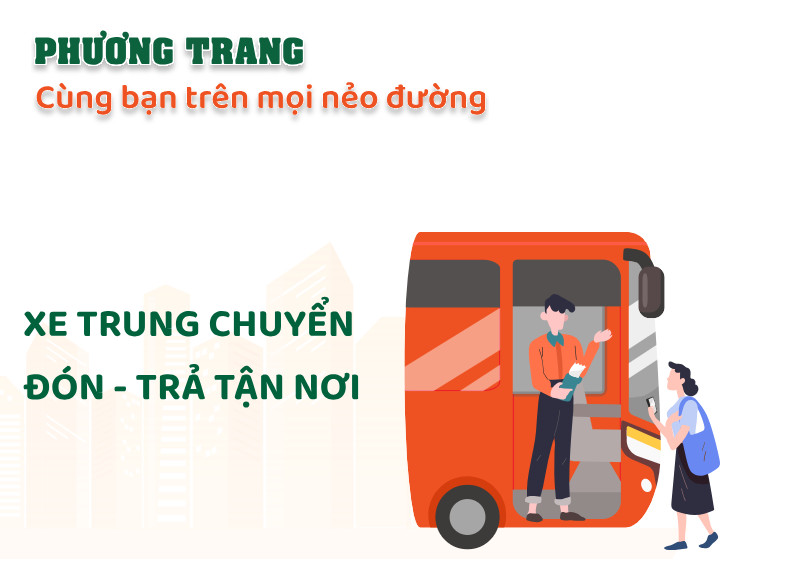 PHƯƠNG TRANG
Cùng bạn trên mọi nẻo đường
XE TRUNG CHUYỂN
ĐÓN - TRẢ TẬN NƠI